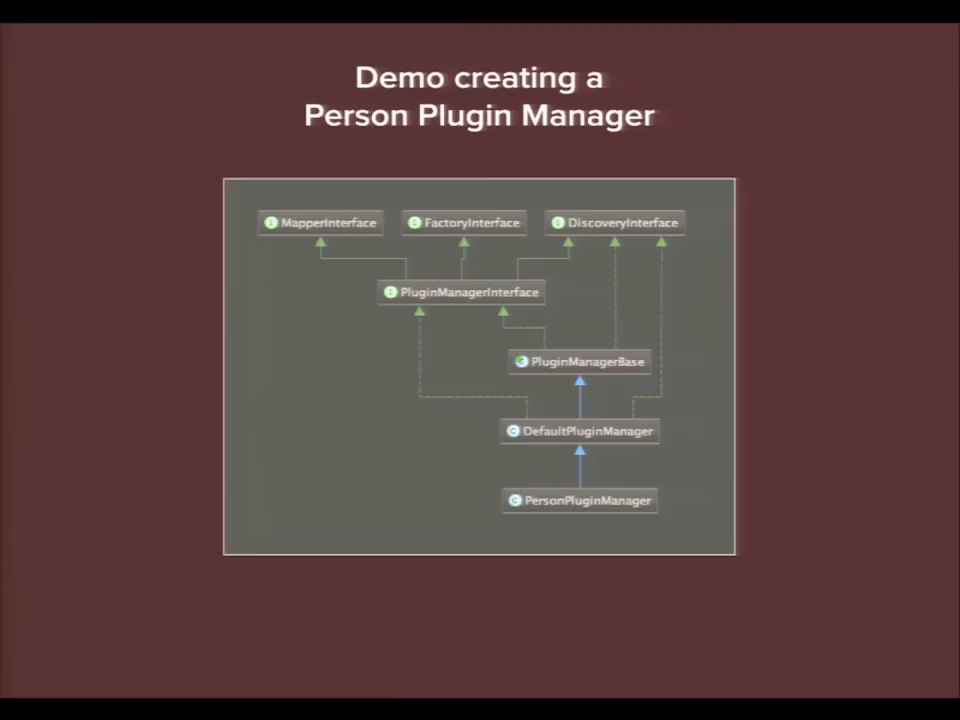 Demo creating a
Person Plugin Manager
MapperInterface
FactoryInterface
DiscoveryInterface
PluginManagerInterface
PluginManagerBase
DefaultPluginManager
PersonPluginManager